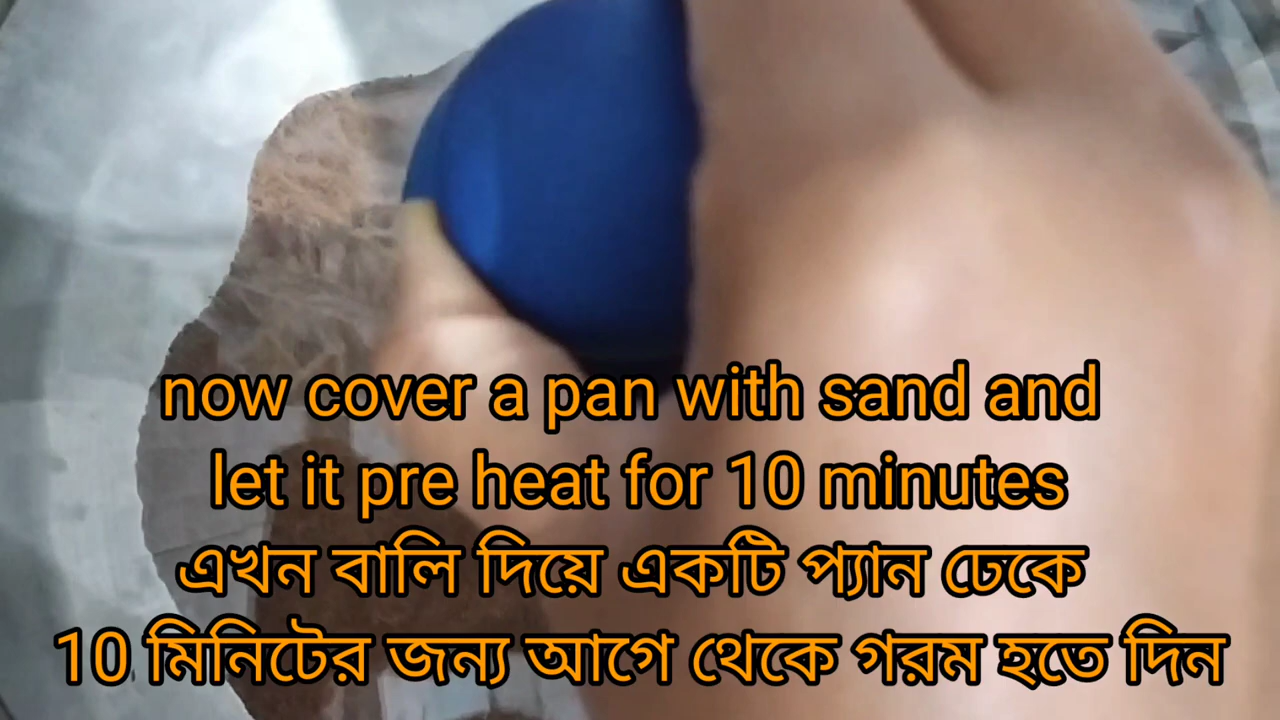 now cover a pan with sand and
let it pre heat for 10 minutes
এখন বালি দিয়ে একটি প্যান ঢেকে
10 মিনিটের জন্য আগে থেকে গরম হতে দিন